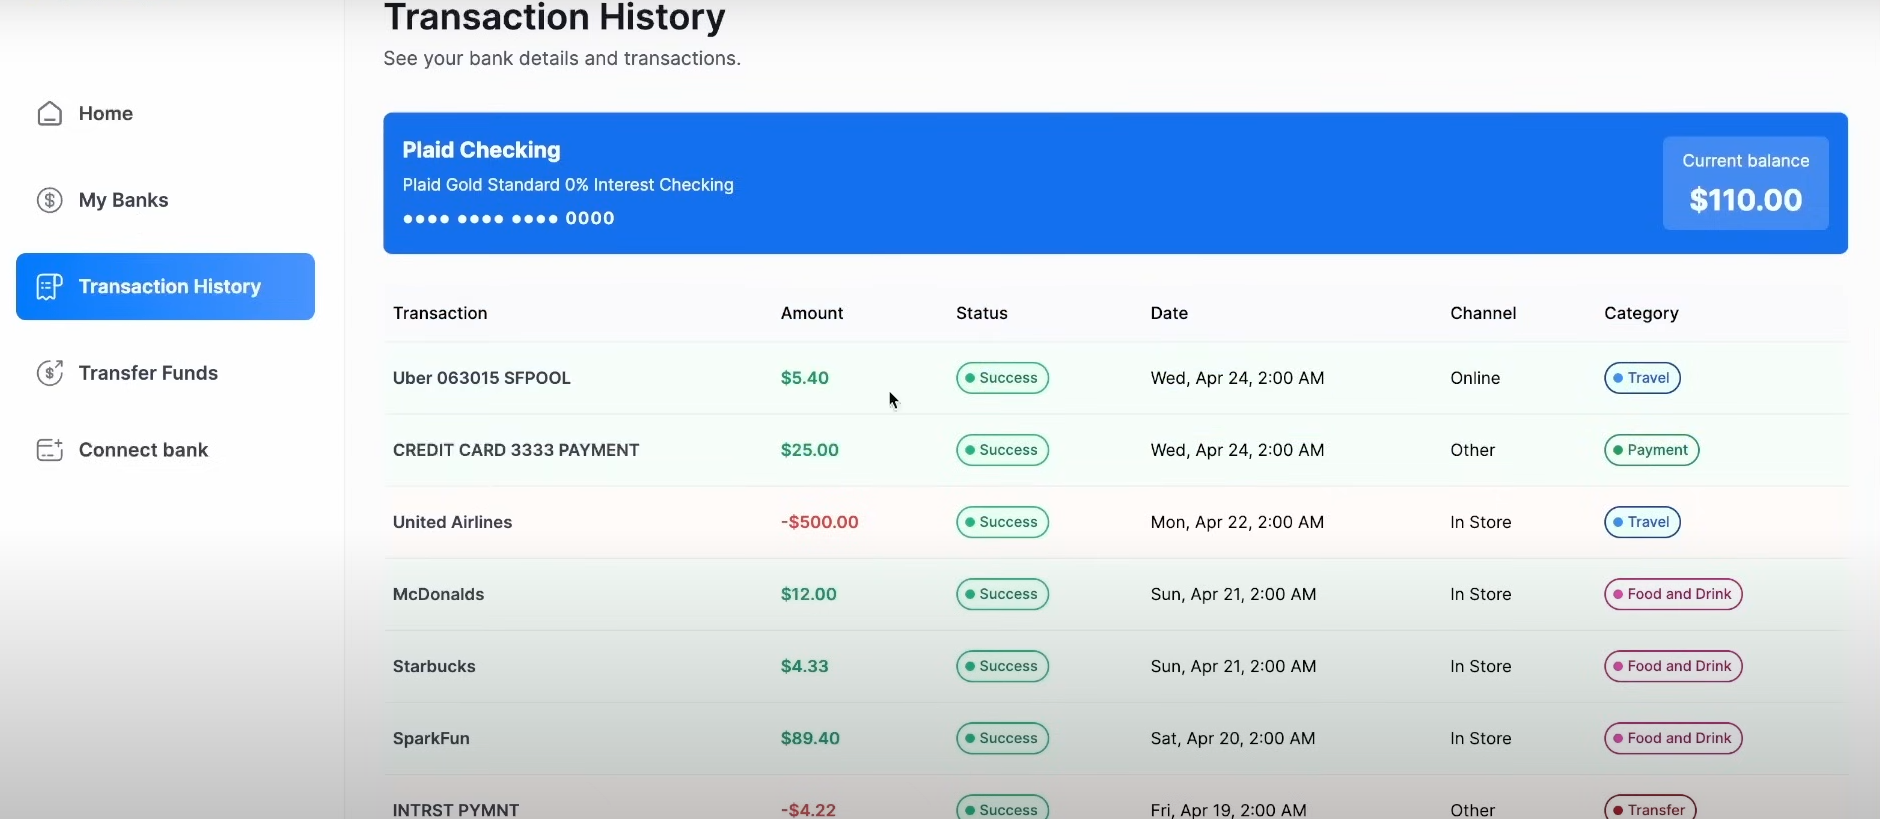 Transaction History
See your bank details and transactions.
Home
My Banks
Transaction History
Transfer Funds
Connect bank
Plaid Checking
Plaid Gold Standard 0% Interest Checking
●●●● ●●●● ●●●● 0000
Current balance
$110.00
Transaction Amount Status Date Channel Category
Uber 063015 SFPOOL $5.40 Success Wed, Apr 24, 2:00 AM Online Travel
CREDIT CARD 3333 PAYMENT $25.00 Success Wed, Apr 24, 2:00 AM Other Payment
United Airlines -$500.00 Success Mon, Apr 22, 2:00 AM In Store Travel
McDonalds $12.00 Success Sun, Apr 21, 2:00 AM In Store Food and Drink
Starbucks $4.33 Success Sun, Apr 21, 2:00 AM In Store Food and Drink
SparkFun $89.40 Success Sat, Apr 20, 2:00 AM In Store Food and Drink
INTRST PYMNT -$4.22 Success Fri, Apr 19, 2:00 AM Other Transfer